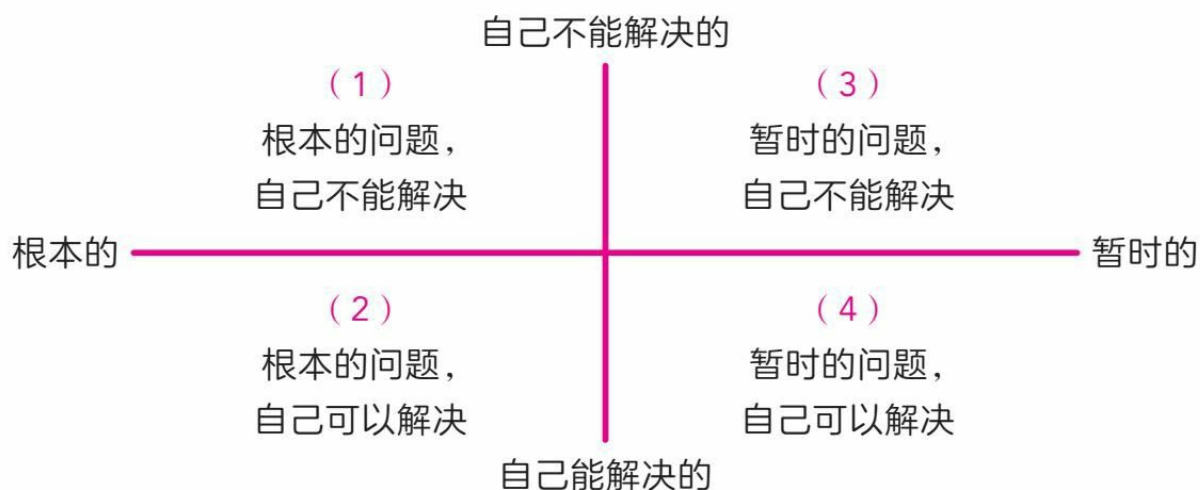 自己不能解决的
（1）
根本的问题，
自己不能解决
（3）
暂时的问题，
自己不能解决
根本的
暂时的
（2）
根本的问题，
自己可以解决
（4）
暂时的问题，
自己可以解决
自己能解决的